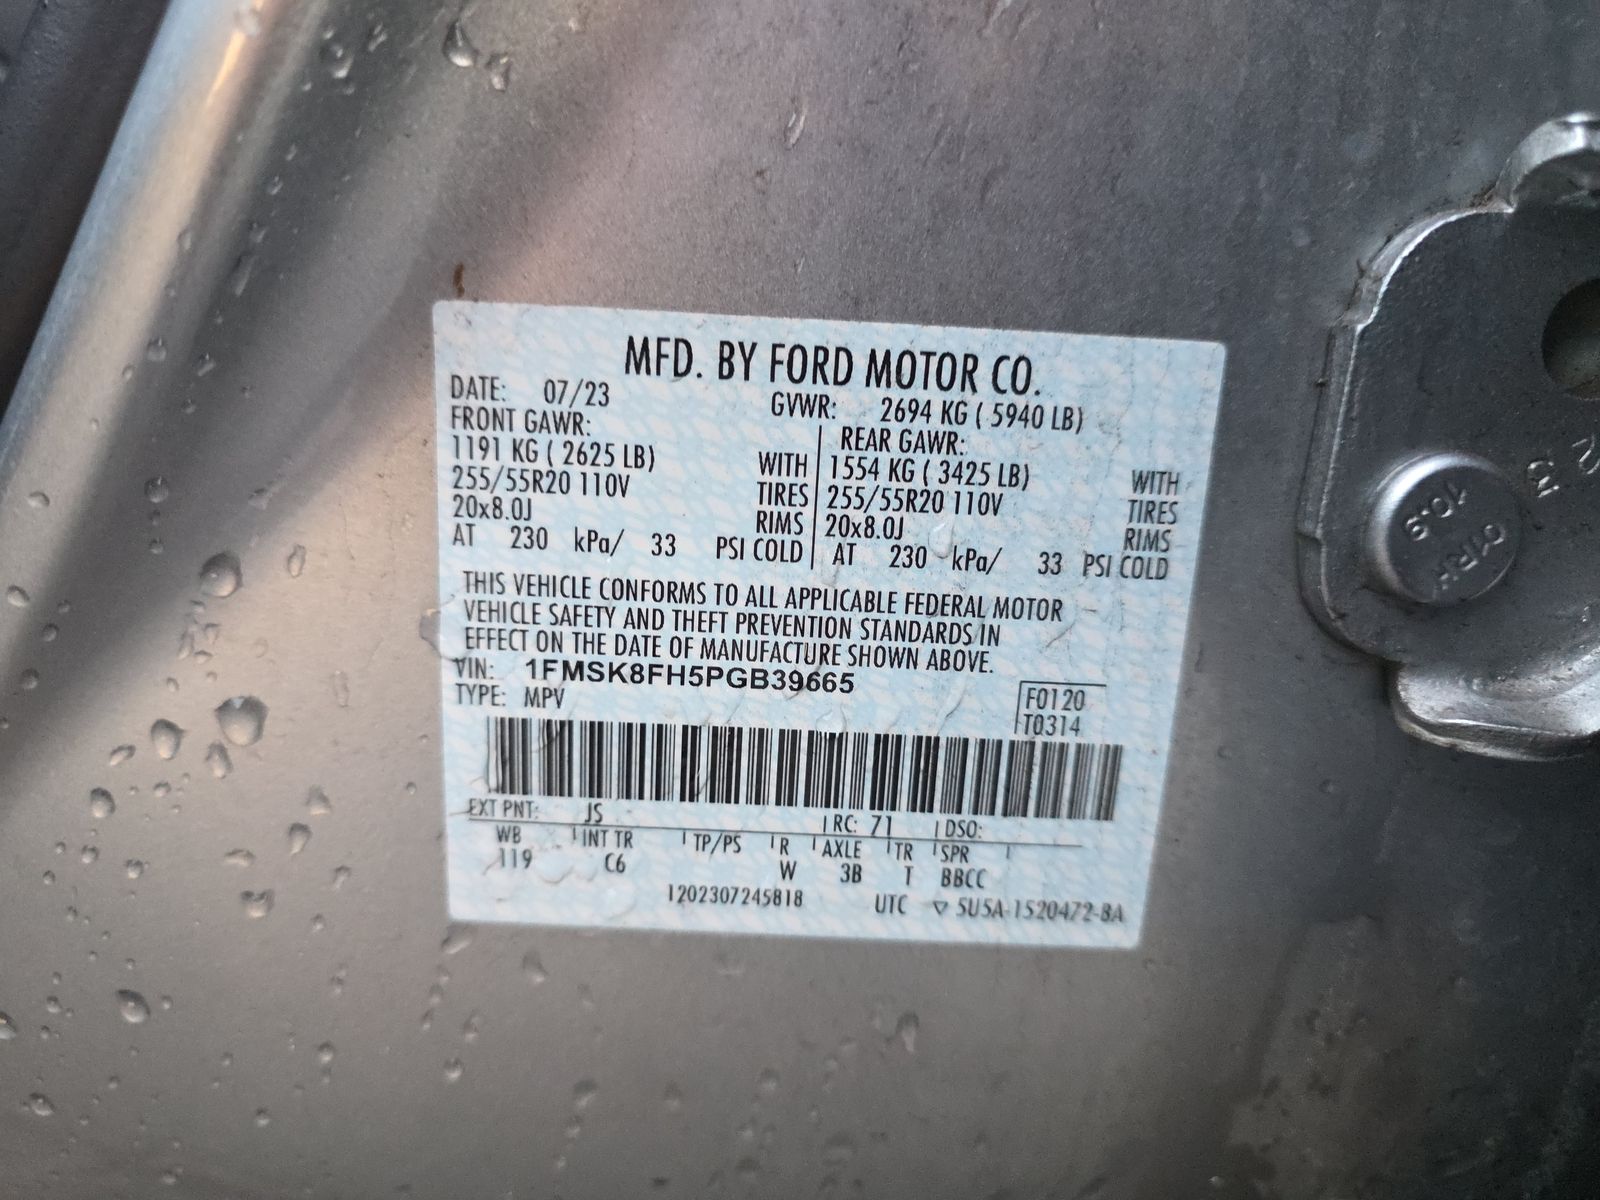 MFD. BY FORD MOTOR CO.
DATE: 07/23 GVWR: 2694 KG ( 5940 LB)
FRONT GAWR: REAR GAWR:
1191 KG ( 2625 LB) WITH 1554 KG ( 3425 LB) WITH
255/55R20 110V TIRES 255/55R20 110V TIRES
20x8.0J RIMS 20x8.0J RIMS
AT 230 kPa/ 33 PSI COLD AT 230 kPa/ 33 PSI COLD
THIS VEHICLE CONFORMS TO ALL APPLICABLE FEDERAL MOTOR
VEHICLE SAFETY AND THEFT PREVENTION STANDARDS IN
EFFECT ON THE DATE OF MANUFACTURE SHOWN ABOVE.
VIN: 1FMSK8FH5PGB39665
TYPE: MPV
F0120
T0314
EXT PNT: JS RC: 71 DSO:
WB INT TR TP/PS R AXLE TR SPR
119 C6 W 3B T BBCC
1202307245818 UTC ▽ 5U5A-1520472-BA
10.9
01RH